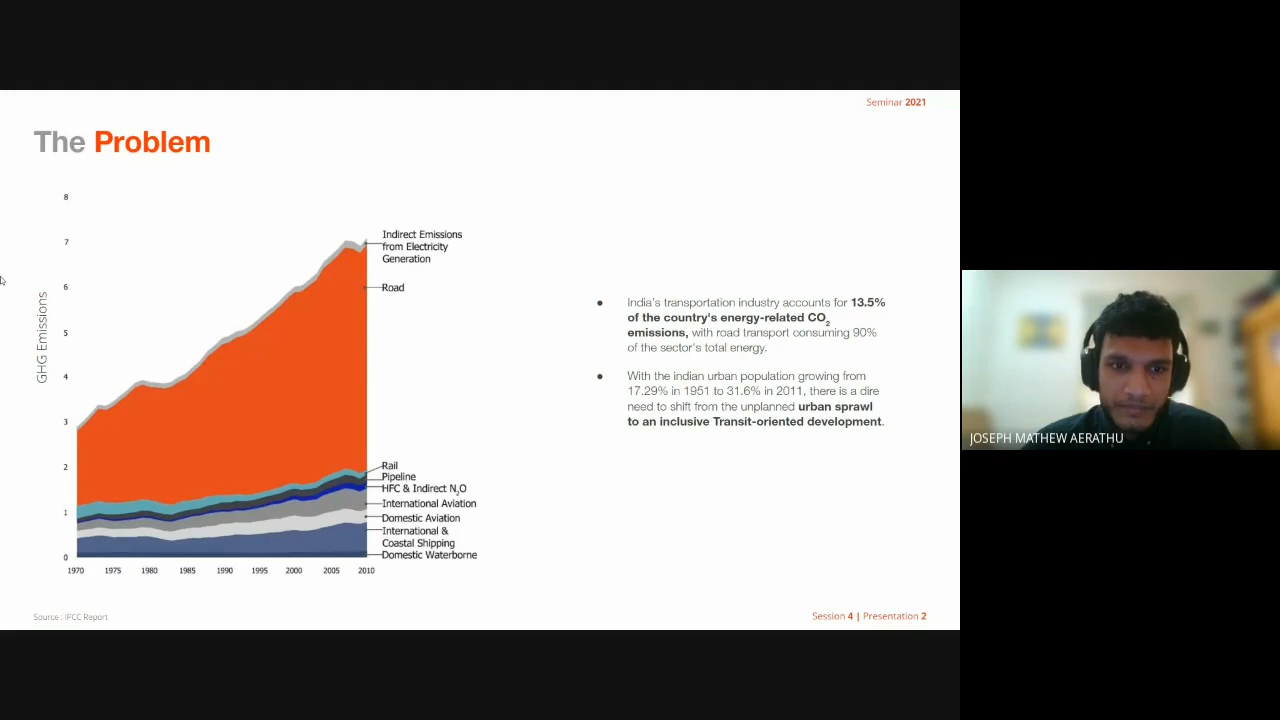 Seminar 2021
The Problem
8
7
6
5
4
3
2
1
0
GHG Emissions
1970 1975 1980 1985 1990 1995 2000 2005 2010
Indirect Emissions
from Electricity
Generation
Road
Rail
Pipeline
HFC & Indirect N2O
International Aviation
Domestic Aviation
International &
Coastal Shipping
Domestic Waterborne
● India's transportation industry accounts for 13.5%
of the country's energy-related CO2
emissions, with road transport consuming 90%
of the sector's total energy.
● With the indian urban population growing from
17.29% in 1951 to 31.6% in 2011, there is a dire
need to shift from the unplanned urban sprawl
to an inclusive Transit-oriented development.
Source : IPCC Report
Session 4 | Presentation 2
JOSEPH MATHEW AERATHU